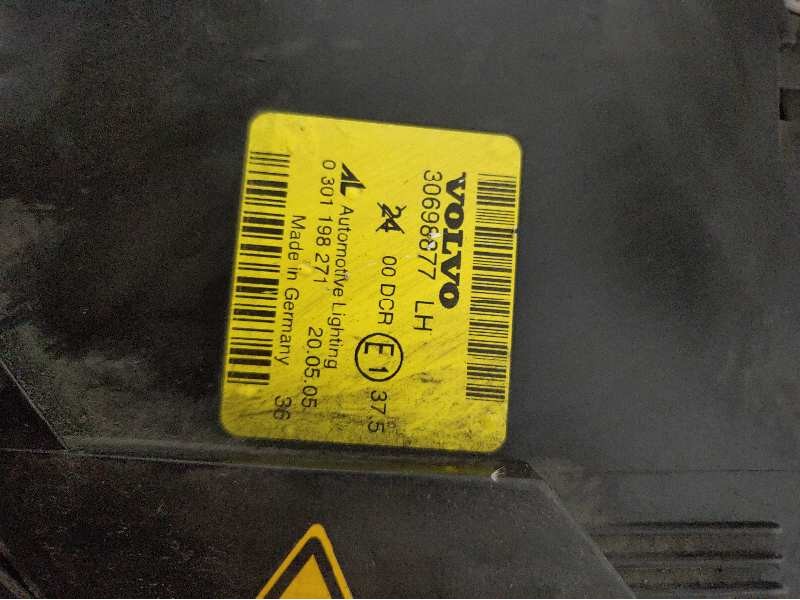 VOLVO
30698877 LH
24 00 DCR E1 37.5
AL Automotive Lighting
0 301 198 271 20.05.05
Made in Germany 36